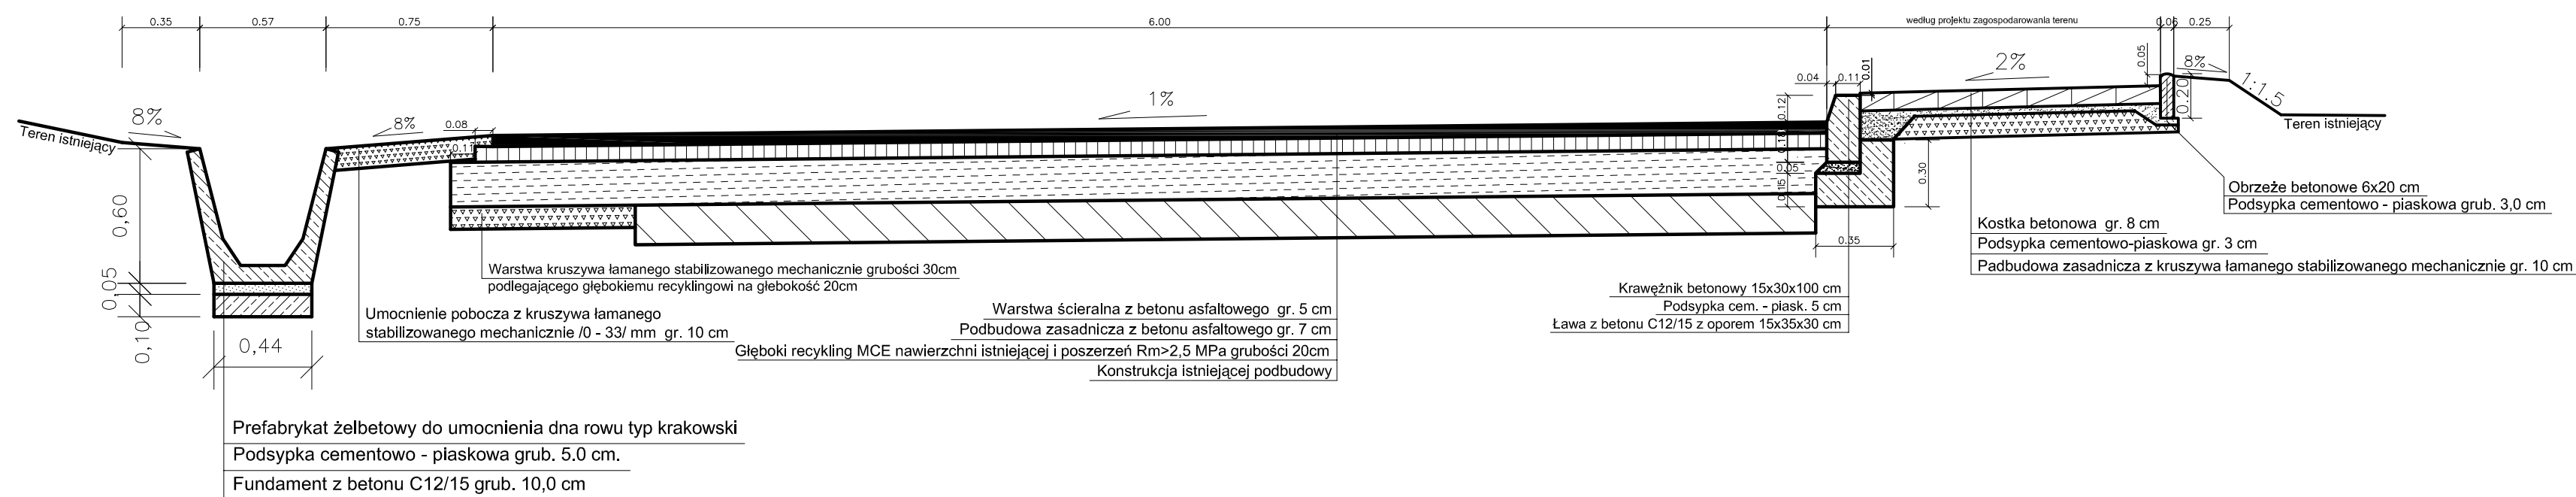 0.35 0.57 0.75 6.00 według projektu zagospodarowania terenu 0.06 0.25
8% 8% 0.08 0.11 1% 0.04 0.11 0.01 2% 0.05 8% 0.20 1:1.5
Teren istniejący
Teren istniejący
0.12
0.18
0.05
0.15
0.30
0.35
0,60
0,05
0,10
0,44
Obrzeże betonowe 6x20 cm
Podsypka cementowo - piaskowa grub. 3,0 cm
Kostka betonowa gr. 8 cm
Podsypka cementowo-piaskowa gr. 3 cm
Padbudowa zasadnicza z kruszywa łamanego stabilizowanego mechanicznie gr. 10 cm
Warstwa kruszywa łamanego stabilizowanego mechanicznie grubości 30cm
podlegającego głębokiemu recyklingowi na głebokość 20cm
Umocnienie pobocza z kruszywa łamanego
stabilizowanego mechanicznie /0 - 33/ mm gr. 10 cm
Warstwa ścieralna z betonu asfaltowego gr. 5 cm
Podbudowa zasadnicza z betonu asfaltowego gr. 7 cm
Głęboki recykling MCE nawierzchni istniejącej i poszerzeń Rm>2,5 MPa grubości 20cm
Konstrukcja istniejącej podbudowy
Krawężnik betonowy 15x30x100 cm
Podsypka cem. - piask. 5 cm
Ława z betonu C12/15 z oporem 15x35x30 cm
Prefabrykat żelbetowy do umocnienia dna rowu typ krakowski
Podsypka cementowo - piaskowa grub. 5.0 cm.
Fundament z betonu C12/15 grub. 10,0 cm